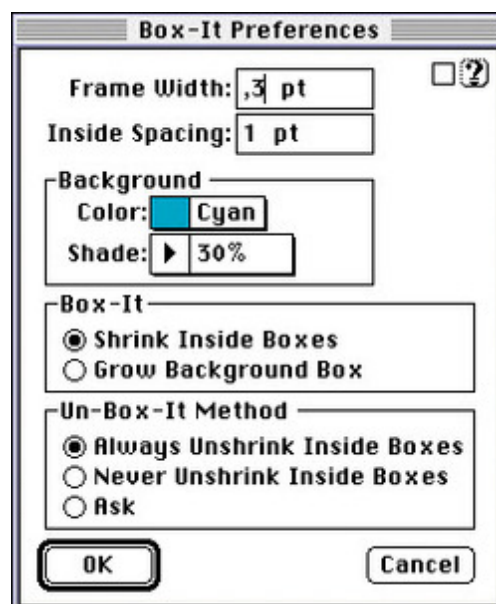 Box-It Preferences
Frame Width: ,3 pt
?
Inside Spacing: 1 pt
Background
Color: Cyan
Shade: 30%
Box-It
Shrink Inside Boxes
Grow Background Box
Un-Box-It Method
Always Unshrink Inside Boxes
Never Unshrink Inside Boxes
Ask
OK Cancel